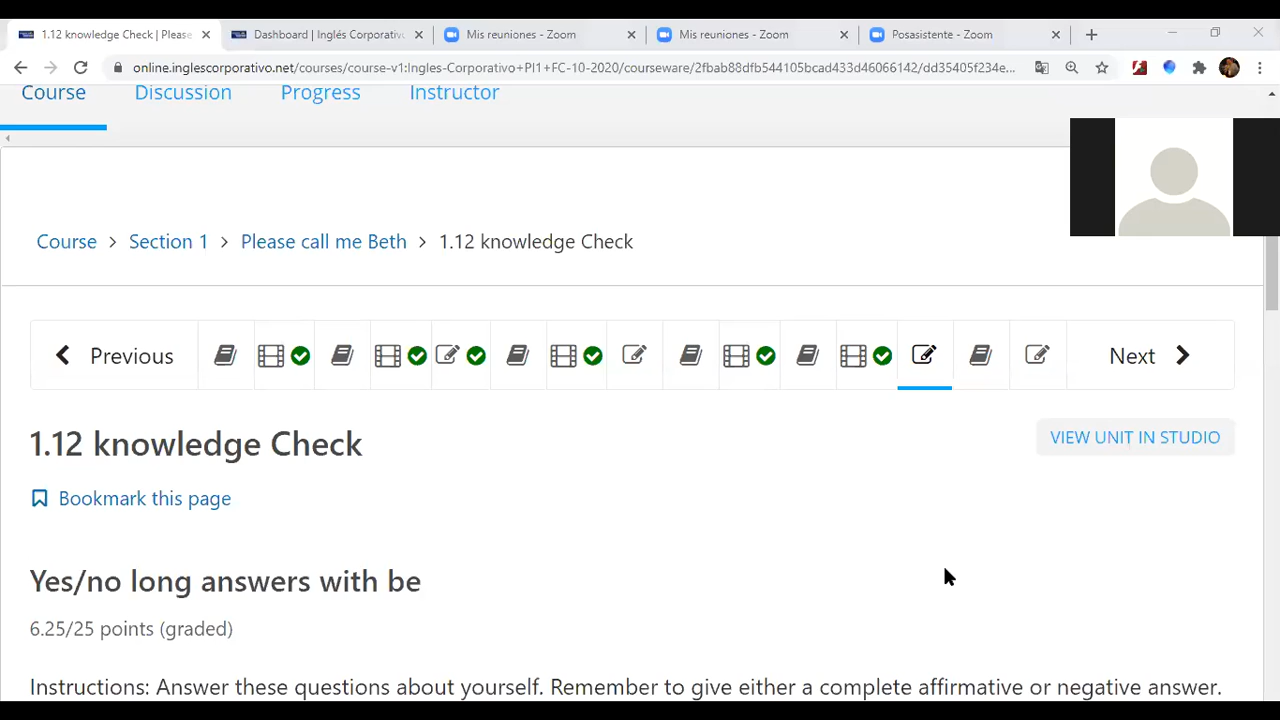 1.12 knowledge Check | Please
Dashboard | Inglés Corporativo
Mis reuniones - Zoom
Mis reuniones - Zoom
Posasistente - Zoom
online.inglescorporativo.net/courses/course-v1:Ingles-Corporativo+PI1+FC-10-2020/courseware/2fbab88dfb544105bcad433d46066142/dd35405f234e...
Course Discussion Progress Instructor
Course > Section 1 > Please call me Beth > 1.12 knowledge Check
Previous Next
1.12 knowledge Check
VIEW UNIT IN STUDIO
Bookmark this page
Yes/no long answers with be
6.25/25 points (graded)
Instructions: Answer these questions about yourself. Remember to give either a complete affirmative or negative answer.